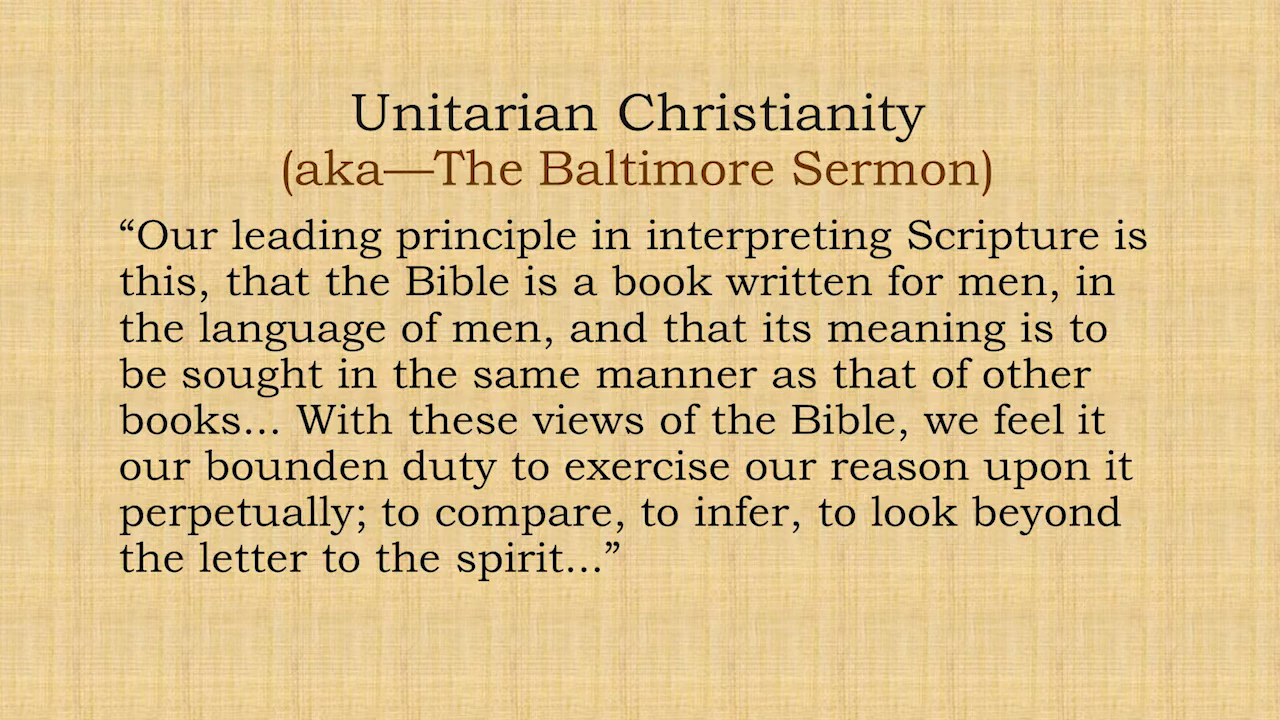 Unitarian Christianity
(aka—The Baltimore Sermon)
“Our leading principle in interpreting Scripture is
this, that the Bible is a book written for men, in
the language of men, and that its meaning is to
be sought in the same manner as that of other
books… With these views of the Bible, we feel it
our bounden duty to exercise our reason upon it
perpetually; to compare, to infer, to look beyond
the letter to the spirit…”